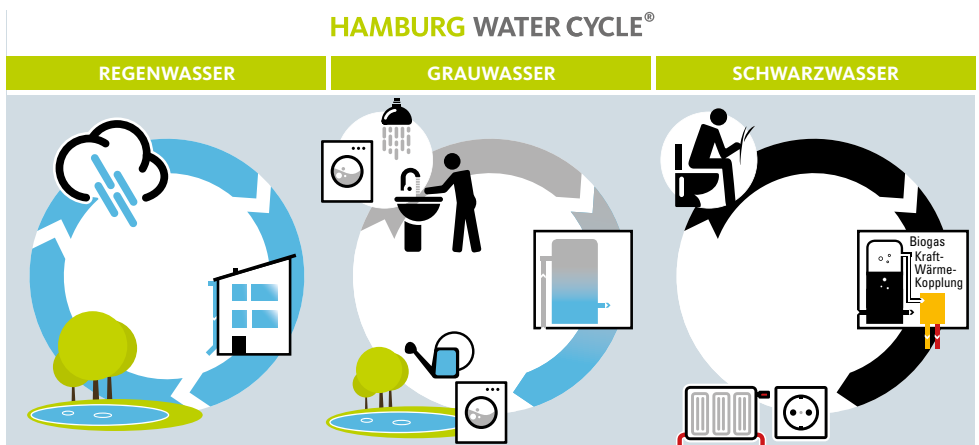 HAMBURG WATER CYCLE®
REGENWASSER
GRAUWASSER
SCHWARZWASSER
Biogas
Kraft-
Wärme-
Kopplung